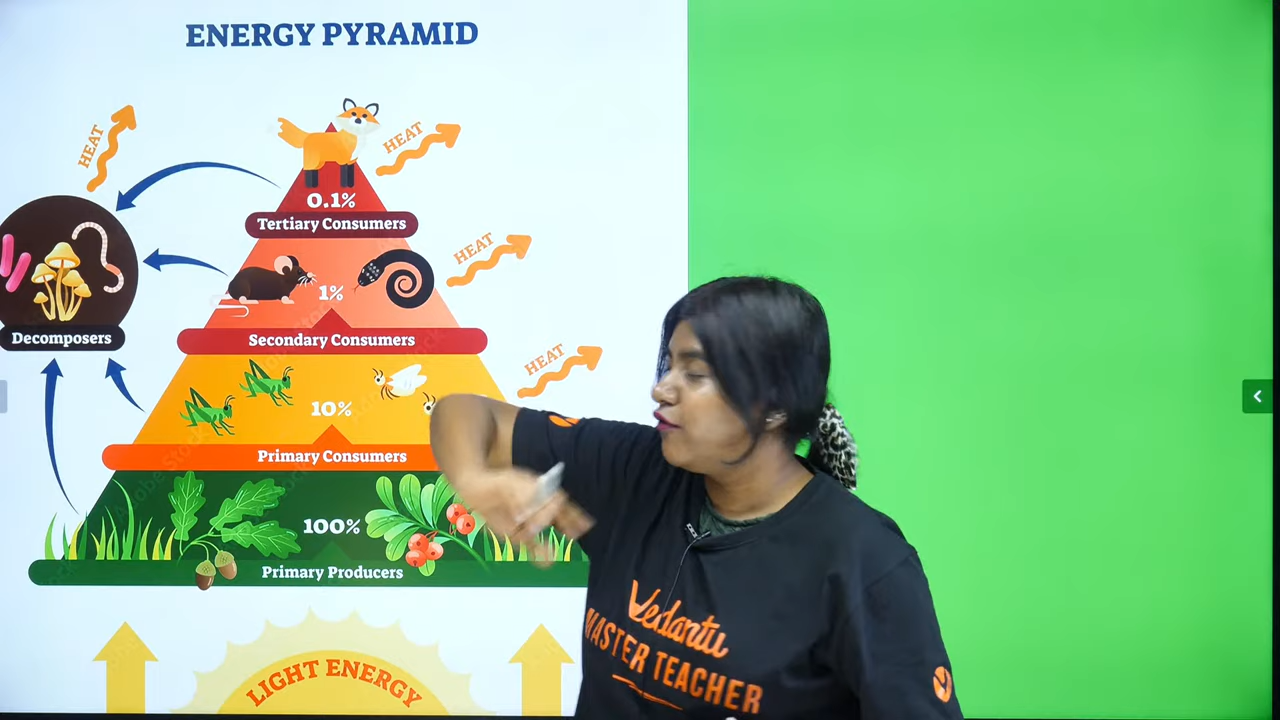 ENERGY PYRAMID
HEAT
HEAT
0.1%
Tertiary Consumers
HEAT
1%
Decomposers
Secondary Consumers
HEAT
10%
Primary Consumers
100%
Primary Producers
LIGHT ENERGY
Vedantu
MASTER TEACHER